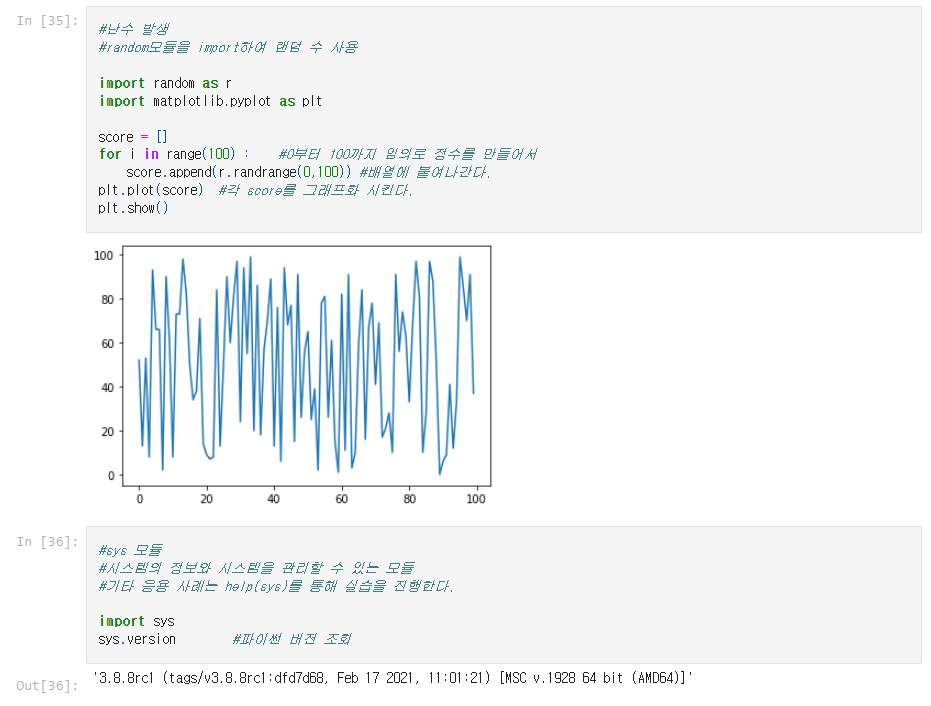 In [35]:
#난수 발생
#random모듈을 import하여 랜덤 수 사용
import random as r
import matplotlib.pyplot as plt
score = []
for i in range(100) :    #0부터 100까지 임의로 정수를 만들어서
    score.append(r.randrange(0,100)) #배열에 붙여나간다.
plt.plot(score)  #각 score를 그래프화 시킨다.
plt.show()
100
80
60
40
20
0
0 20 40 60 80 100
In [36]:
#sys 모듈
#시스템의 정보와 시스템을 관리할 수 있는 모듈
#기타 응용 사례는 help(sys)를 통해 실습을 진행한다.
import sys
sys.version        #파이썬 버전 조회
Out[36]:
'3.8.8rc1 (tags/v3.8.8rc1:dfd7d68, Feb 17 2021, 11:01:21) [MSC v.1928 64 bit (AMD64)]'